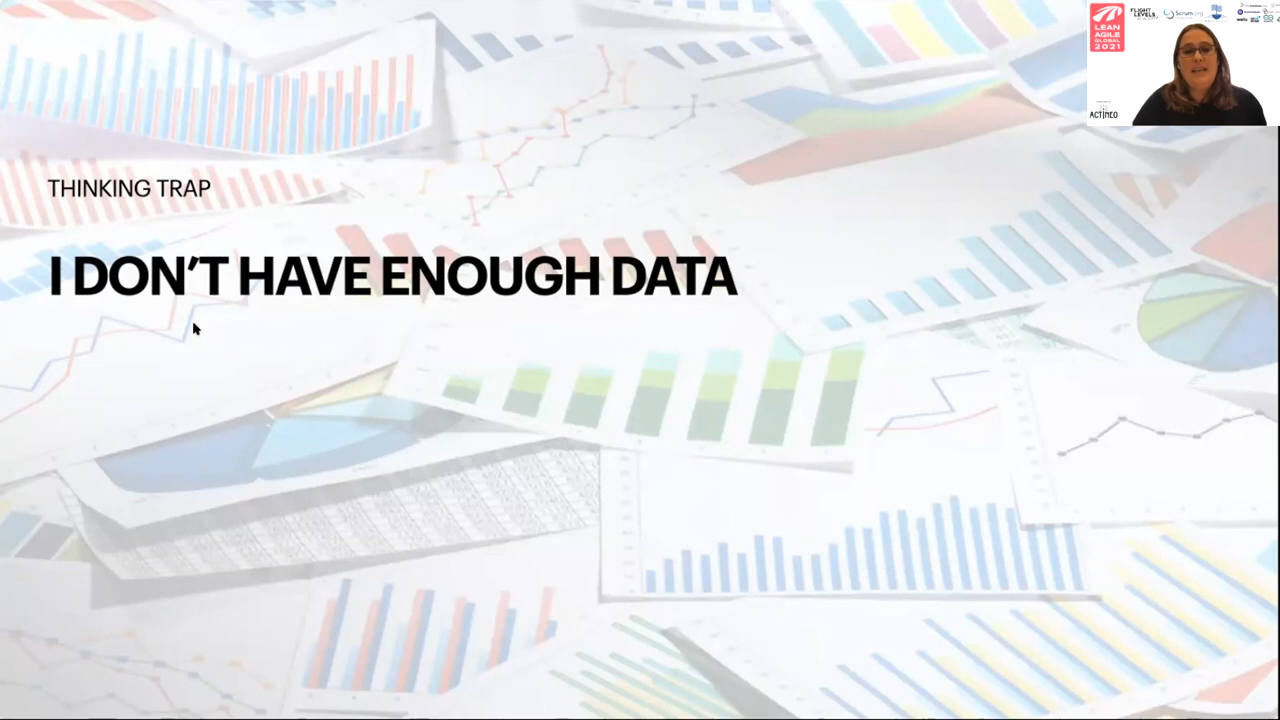 THINKING TRAP
I DON'T HAVE ENOUGH DATA
LEAN
AGILE
GLOBAL
2021
FLIGHT
LEVELS
Scrum.org
ACTINEO